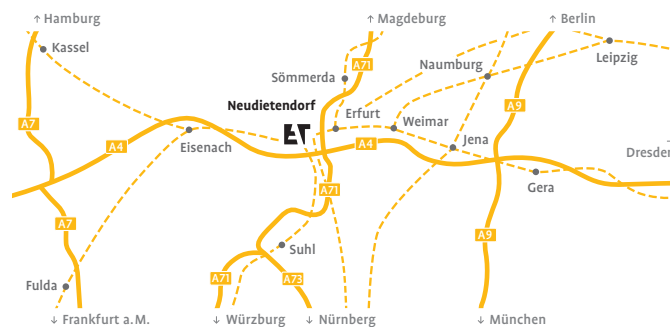 ↑ Hamburg
↑ Magdeburg
↑ Berlin
Kassel
Leipzig
A71
Naumburg
Sömmerda
Neudietendorf
A9
Erfurt
Weimar
A7
ET
A4
Eisenach
A4
Jena
Dresden
Gera
A71
A7
A9
Suhl
A71
A73
Fulda
↓ Frankfurt a.M.
↓ Würzburg
↓ Nürnberg
↓ München